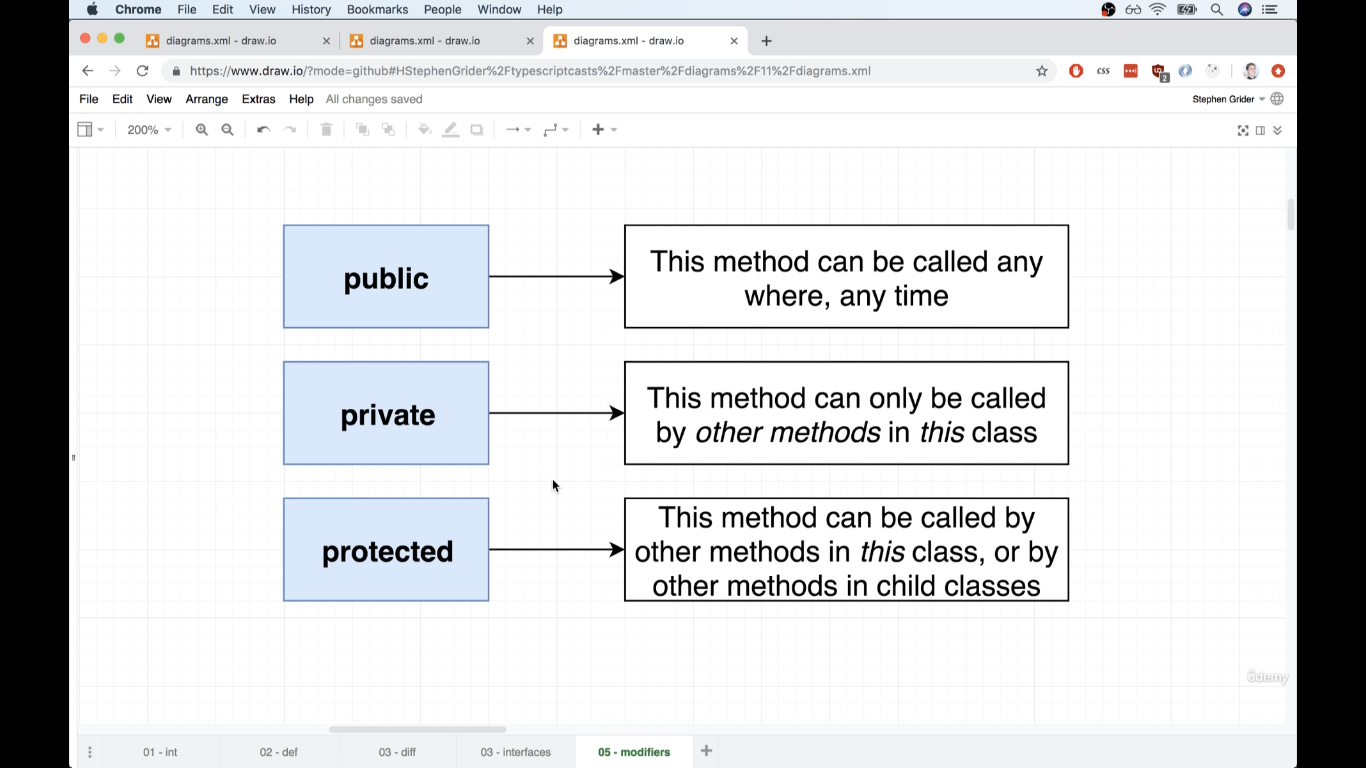 Chrome File Edit View History Bookmarks People Window Help
diagrams.xml - draw.io diagrams.xml - draw.io diagrams.xml - draw.io
https://www.draw.io/?mode=github#HStephenGrider%2Ftypescriptcasts%2Fmaster%2Fdiagrams%2F11%2Fdiagrams.xml css 2
File Edit View Arrange Extras Help All changes saved Stephen Grider
200%
public
This method can be called any
where, any time
private
This method can only be called
by other methods in this class
protected
This method can be called by
other methods in this class, or by
other methods in child classes
ûdemy
01 - int 02 - def 03 - diff 03 - interfaces 05 - modifiers